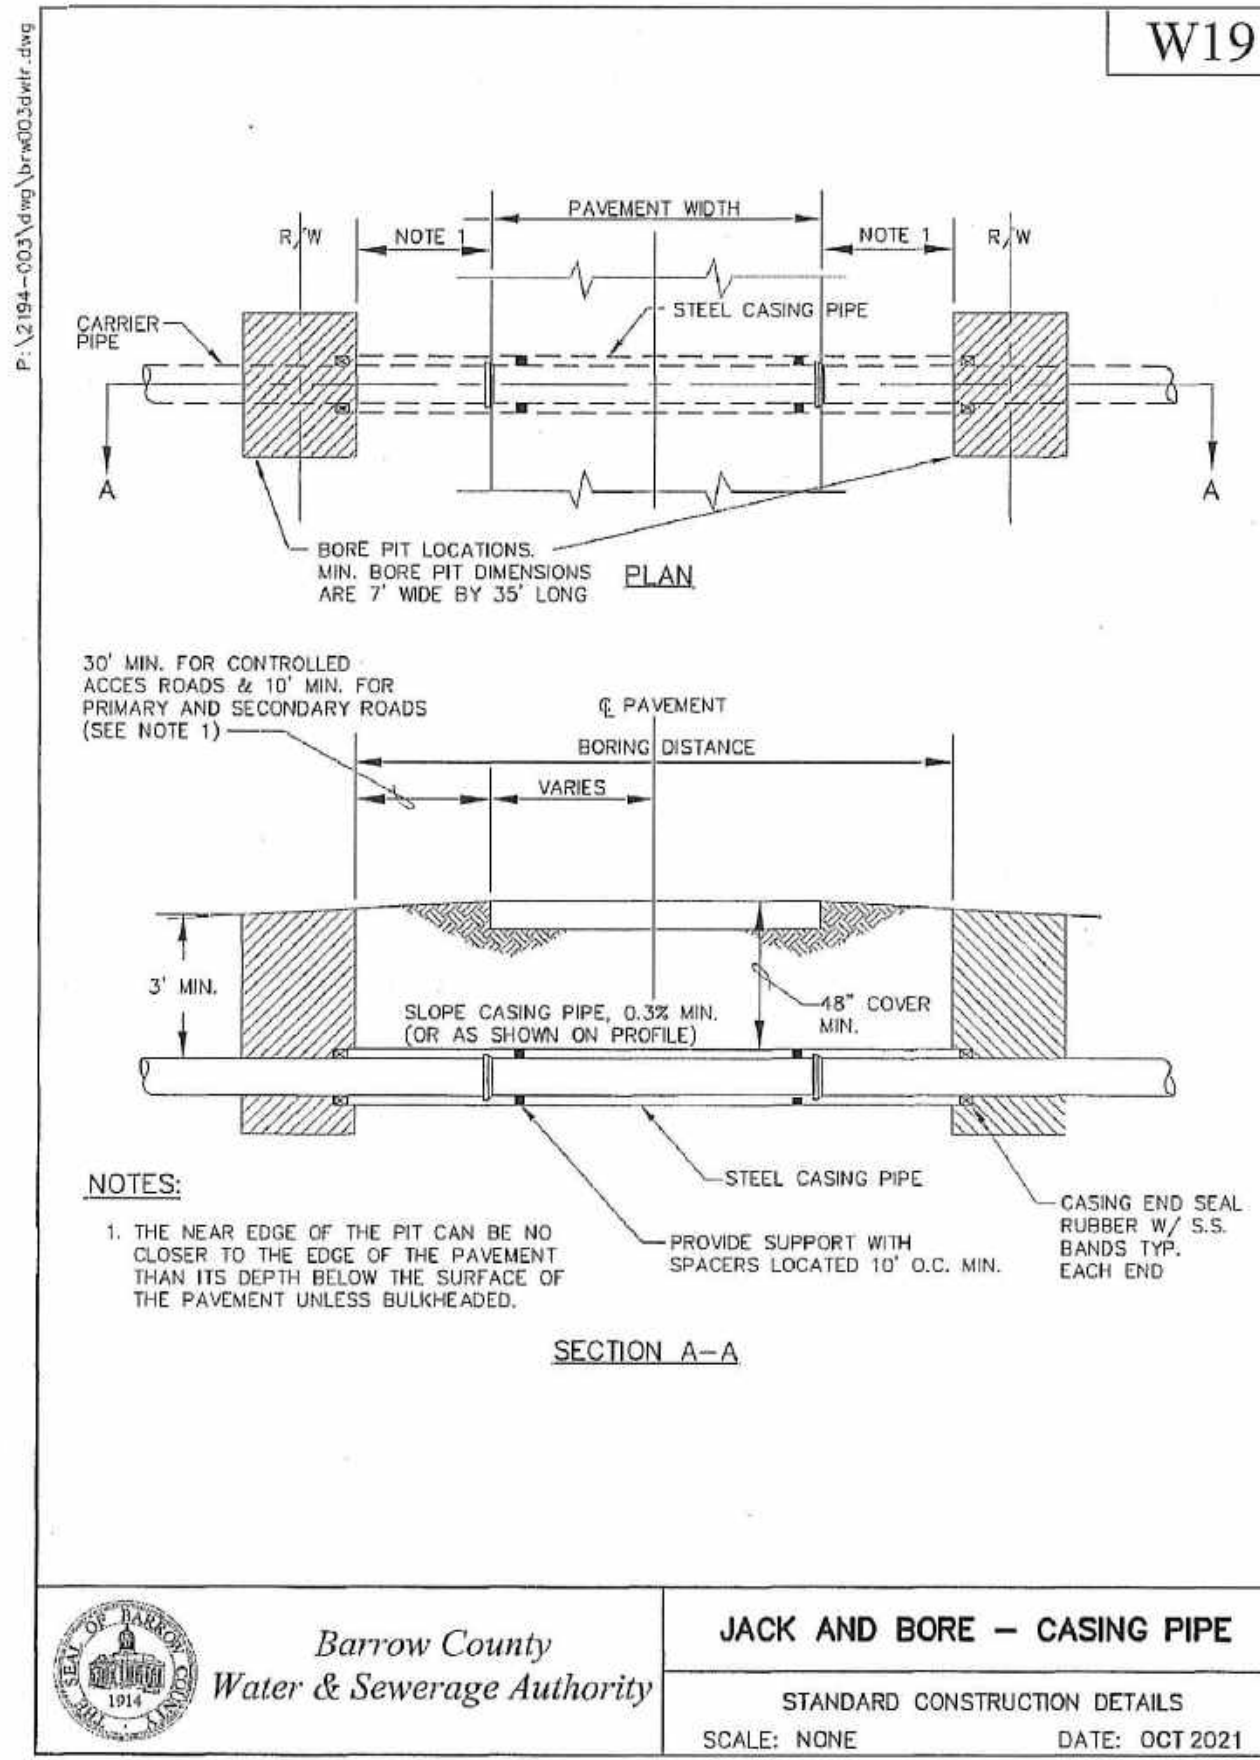 P:\2194-003\dwg\brw003dwtr.dwg
W19
PAVEMENT WIDTH
R/W
NOTE 1
NOTE 1
R/W
STEEL CASING PIPE
CARRIER
PIPE
A
A
BORE PIT LOCATIONS.
MIN. BORE PIT DIMENSIONS
ARE 7' WIDE BY 35' LONG
PLAN
30' MIN. FOR CONTROLLED
ACCES ROADS & 10' MIN. FOR
PRIMARY AND SECONDARY ROADS
(SEE NOTE 1)
℄ PAVEMENT
BORING DISTANCE
VARIES
3' MIN.
SLOPE CASING PIPE, 0.3% MIN.
(OR AS SHOWN ON PROFILE)
48" COVER
MIN.
STEEL CASING PIPE
CASING END SEAL
RUBBER W/ S.S.
BANDS TYP.
EACH END
PROVIDE SUPPORT WITH
SPACERS LOCATED 10' O.C. MIN.
NOTES:
1. THE NEAR EDGE OF THE PIT CAN BE NO
CLOSER TO THE EDGE OF THE PAVEMENT
THAN ITS DEPTH BELOW THE SURFACE OF
THE PAVEMENT UNLESS BULKHEADED.
SECTION A-A
THE SEAL OF BARROW COUNTY
1914
Barrow County
Water & Sewerage Authority
JACK AND BORE - CASING PIPE
STANDARD CONSTRUCTION DETAILS
SCALE: NONE DATE: OCT 2021